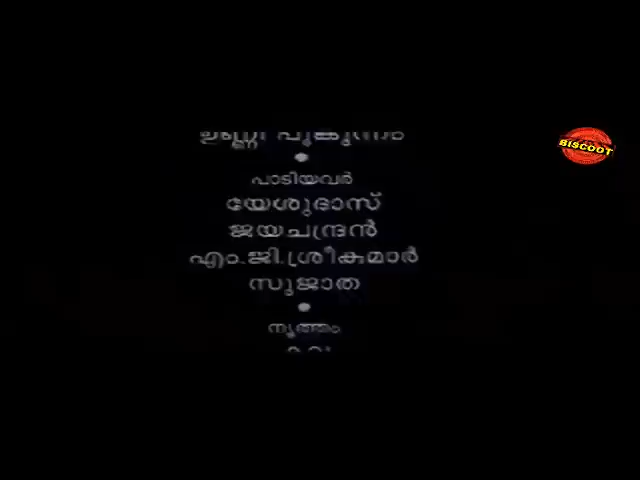 BISCOOT
പാടിയവർ
യേശുദാസ്
ജയചന്ദ്രൻ
എം.ജി.ശ്രീകുമാർ
സുജാത
നൃത്തം